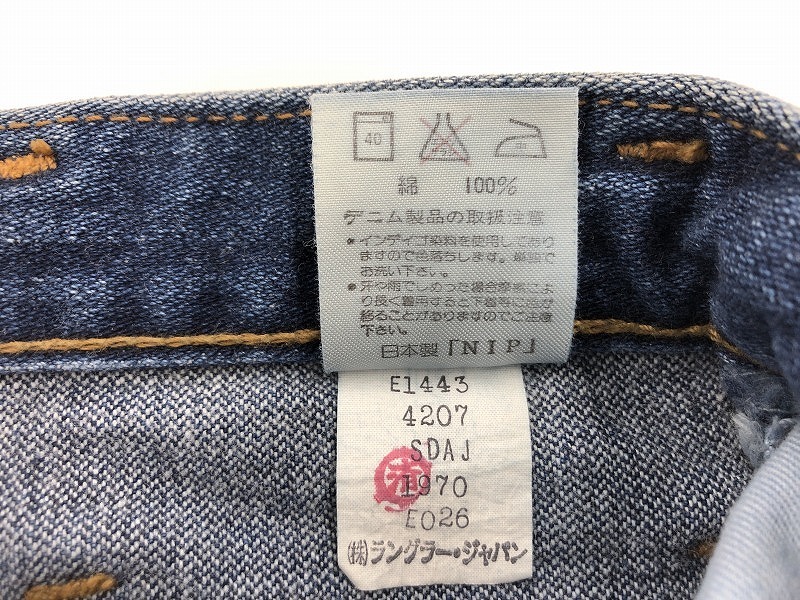 40
綿 100%
デニム製品の取扱注意
●インディゴ染料を使用しており
ますので色落ちします。単独で
お洗い下さい。
●汗や雨でしめった場合摩擦によ
り長く着用すると下着等に色が
移ることがありますのでご注意
下さい。
日本製「NIP」
E1443
4207
SDAJ
1970
E026
(株)ラングラー・ジャパン